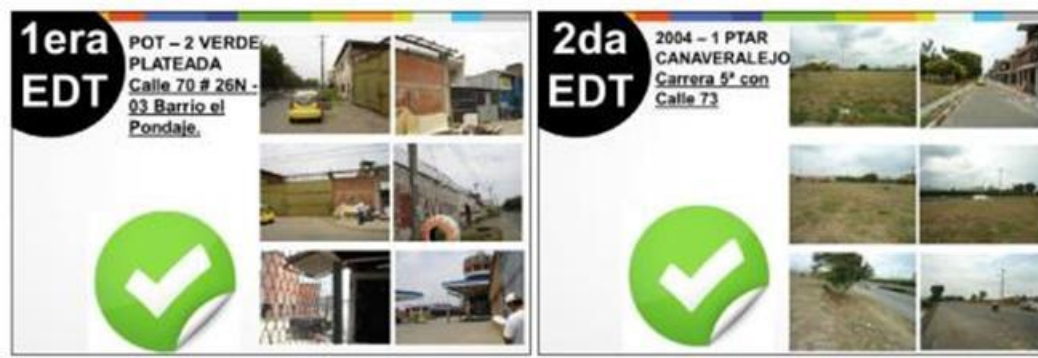 1era
EDT
POT – 2 VERDE
PLATEADA
Calle 70 # 26N -
03 Barrio el
Pondaje.
2da
EDT
2004 – 1 PTAR
CANAVERALEJO
Carrera 5ª con
Calle 73